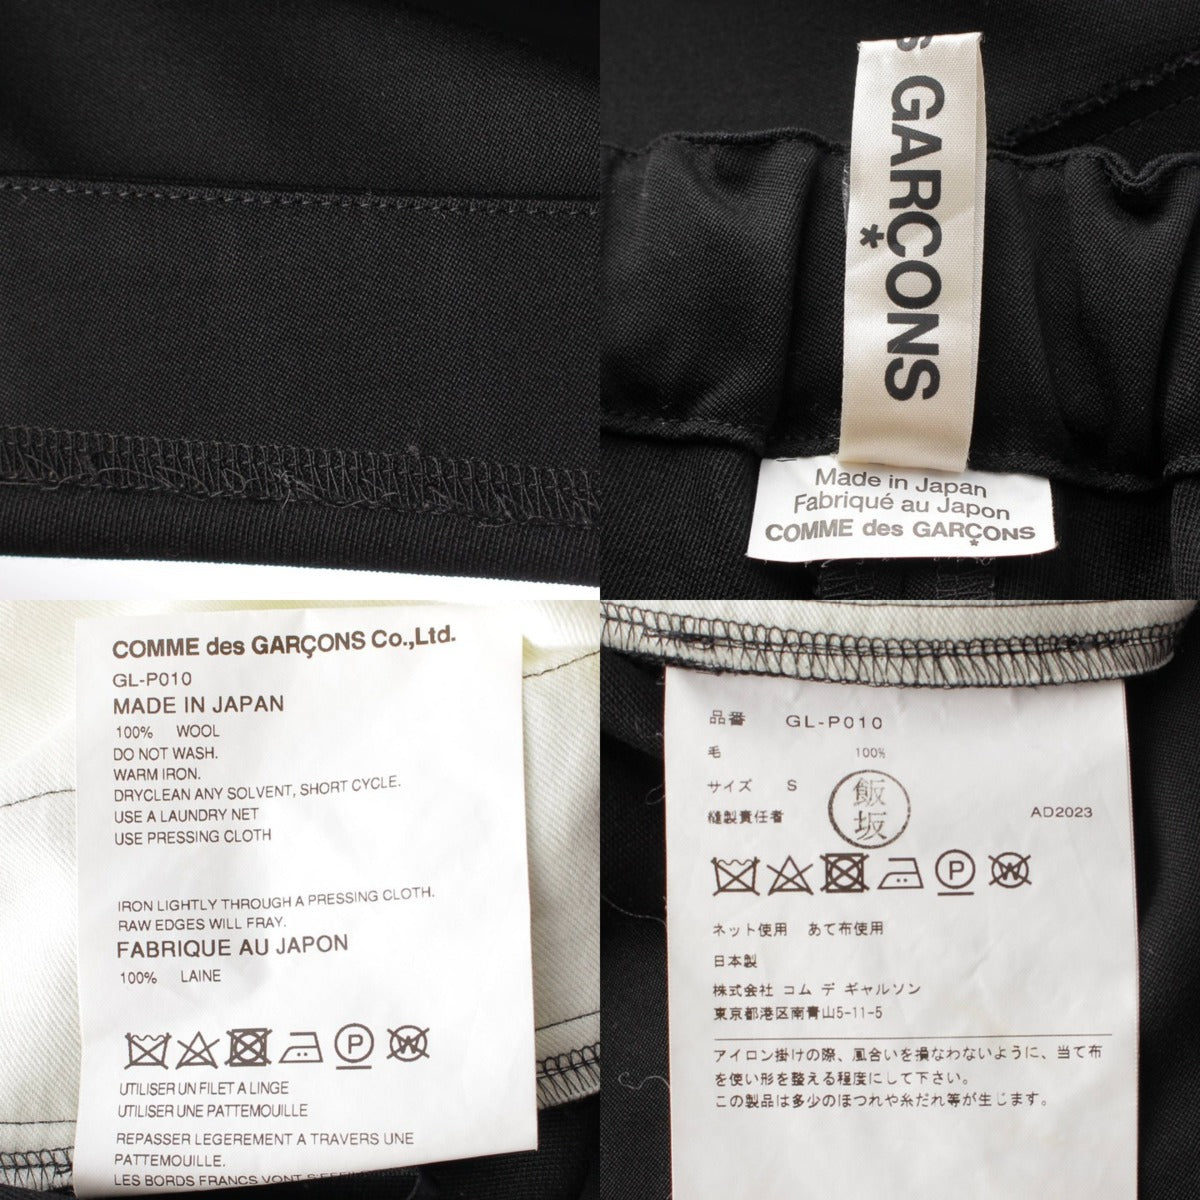 GARÇONS
Made in Japan
Fabriqué au Japon
COMME des GARÇONS
COMME des GARÇONS Co.,Ltd.
GL-P010
MADE IN JAPAN
100% WOOL
DO NOT WASH.
WARM IRON.
DRYCLEAN ANY SOLVENT, SHORT CYCLE.
USE A LAUNDRY NET
USE PRESSING CLOTH
IRON LIGHTLY THROUGH A PRESSING CLOTH.
RAW EDGES WILL FRAY.
FABRIQUE AU JAPON
100% LAINE
P W
UTILISER UN FILET A LINGE
UTILISER UNE PATTEMOUILLE
REPASSER LEGEREMENT A TRAVERS UNE
PATTEMOUILLE.
LES BORDS FRANCS VONT
品番 GL-P010
毛 100%
サイズ S
飯坂
縫製責任者
AD2023
P W
ネット使用 あて布使用
日本製
株式会社 コム デ ギャルソン
東京都港区南青山5-11-5
アイロン掛けの際、風合いを損なわないように、当て布
を使い形を整える程度にして下さい。
この製品は多少のほつれや糸だれ等が生じます。